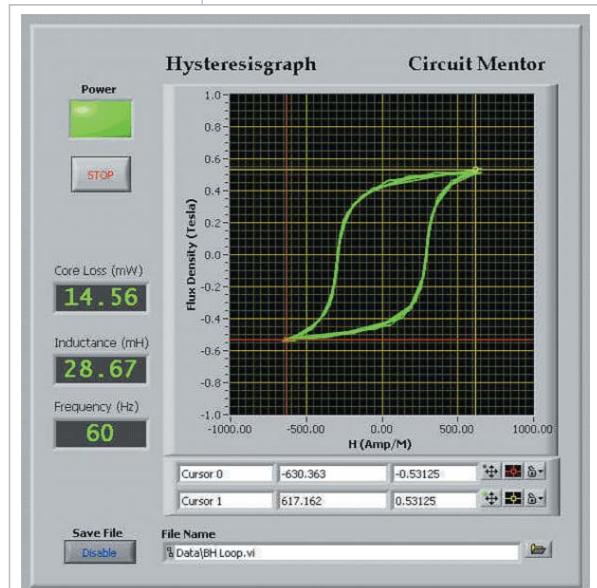 Hysteresisgraph Circuit Mentor
Power
STOP
Core Loss (mW)
14.56
Inductance (mH)
28.67
Frequency (Hz)
60
Flux Density (Tesla)
1.0
0.8
0.6
0.4
0.2
0.0
-0.2
-0.4
-0.6
-0.8
-1.0
-1000.00 -500.00 0.00 500.00 1000.00
H (Amp/M)
Cursor 0 -630.363 -0.53125
Cursor 1 617.162 0.53125
Save File
Disable
File Name
Data\BH Loop.vi